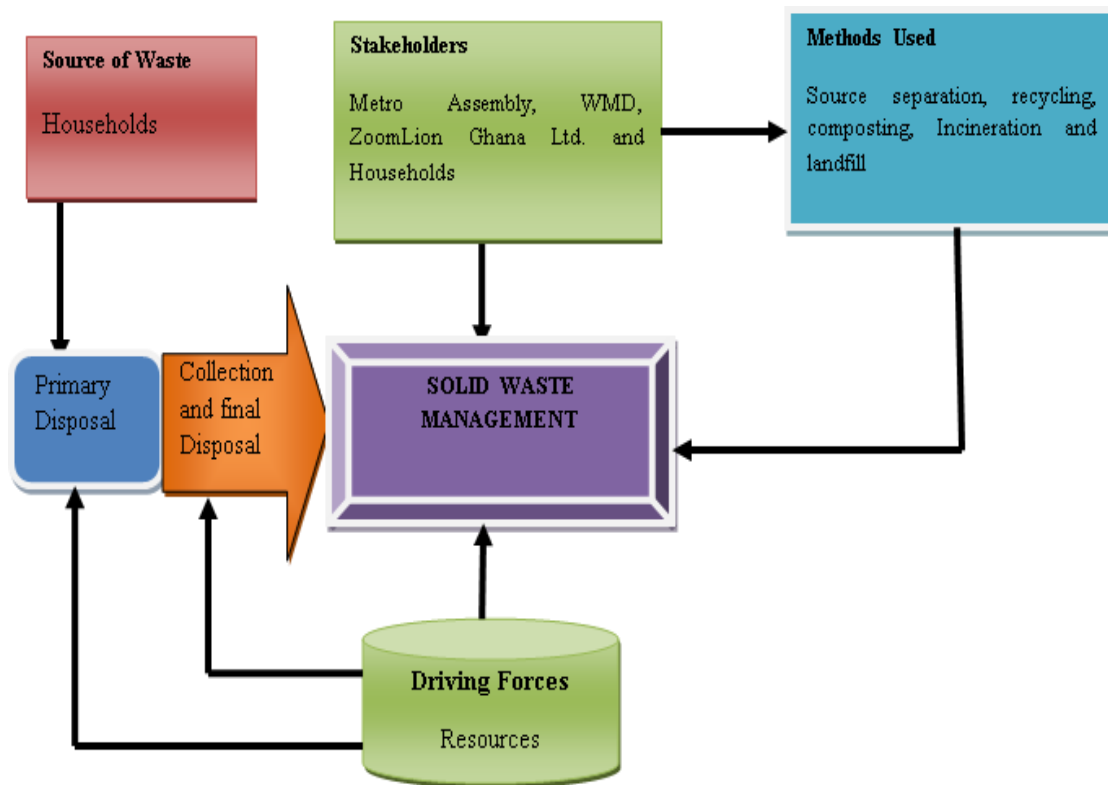 Source of Waste
Households
Stakeholders
Metro Assembly, WMD,
ZoomLion Ghana Ltd. and
Households
Methods Used
Source separation, recycling,
composting, Incineration and
landfill
Primary
Disposal
Collection
and final
Disposal
SOLID WASTE
MANAGEMENT
Driving Forces
Resources